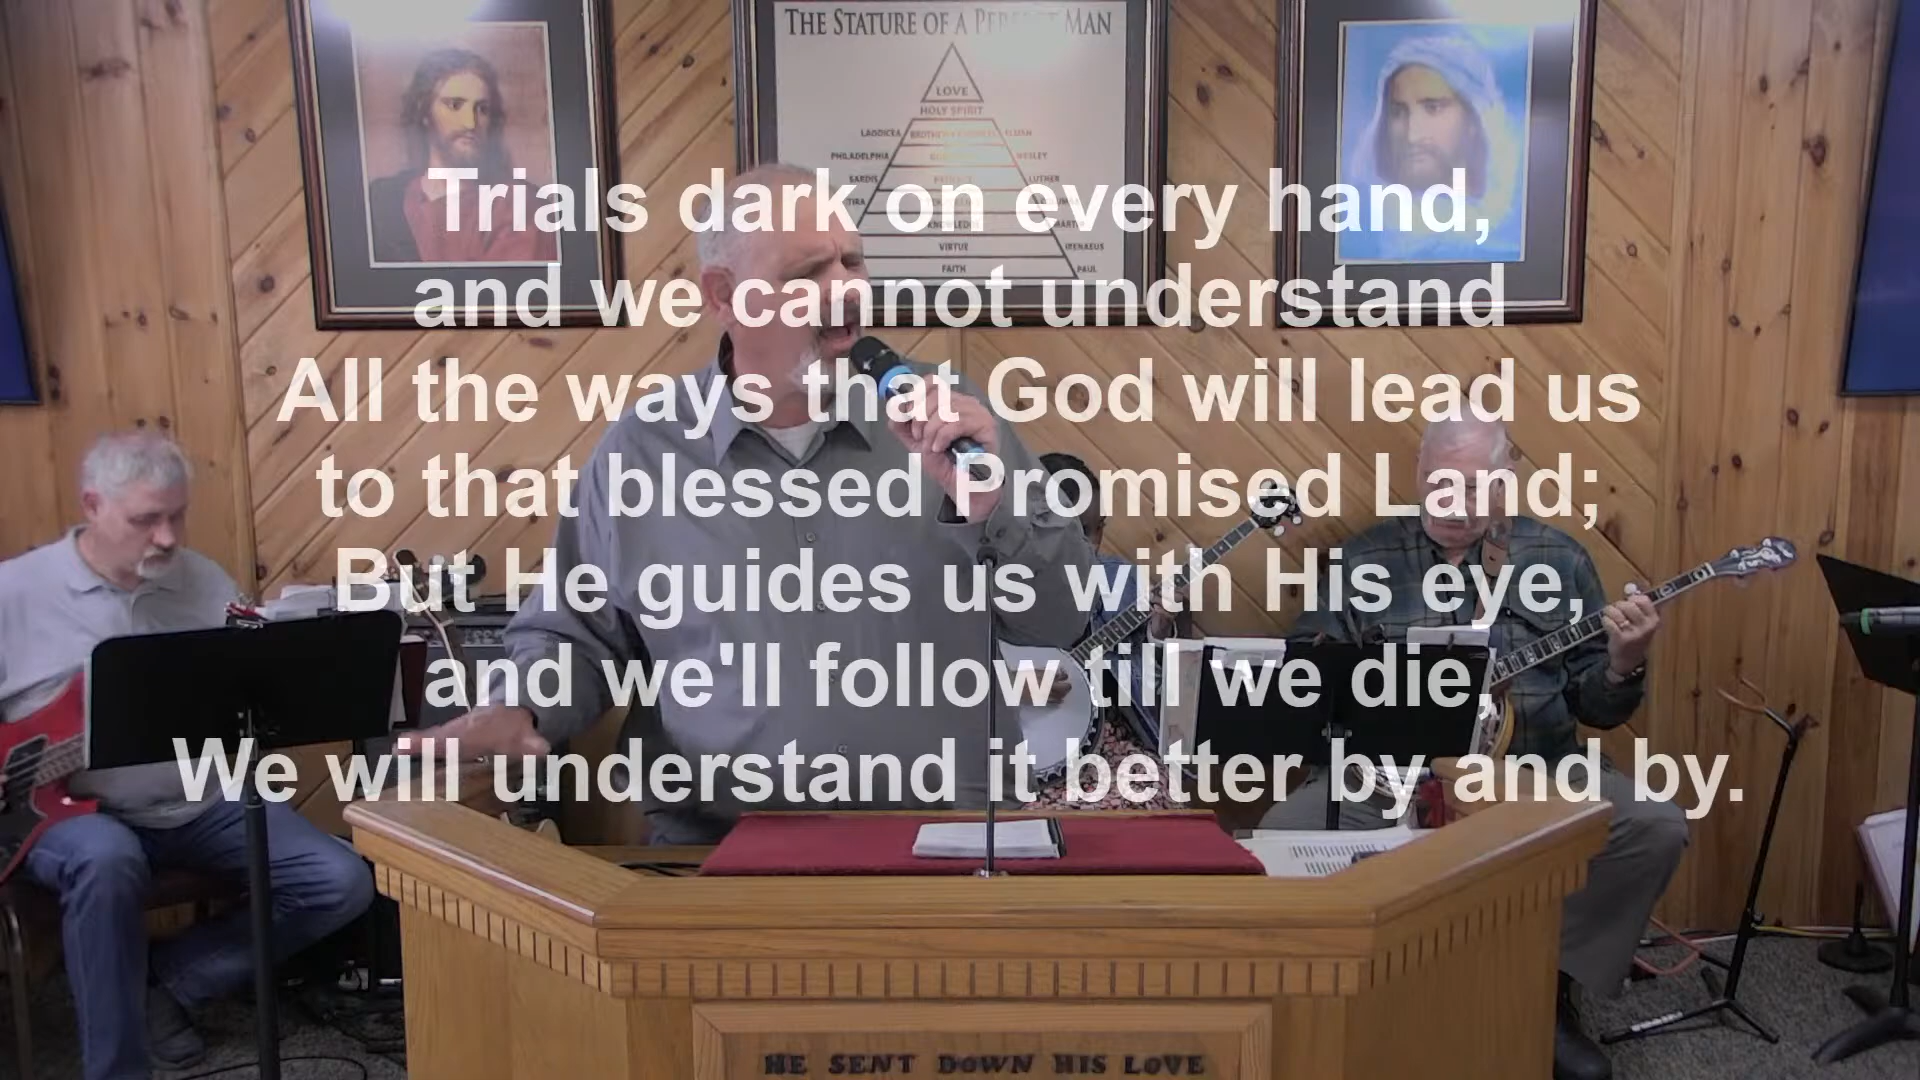 THE STATURE OF A PERFECT MAN
LOVE
HOLY SPIRIT
LAODICEA
PHILADELPHIA WESLEY
SARDIS LUTHER
KNOWLEDGE
VIRTUE IRENAEUS
FAITH PAUL
Trials dark on every hand,
and we cannot understand
All the ways that God will lead us
to that blessed Promised Land;
But He guides us with His eye,
and we'll follow till we die,
We will understand it better by and by.
HE SENT DOWN HIS LOVE